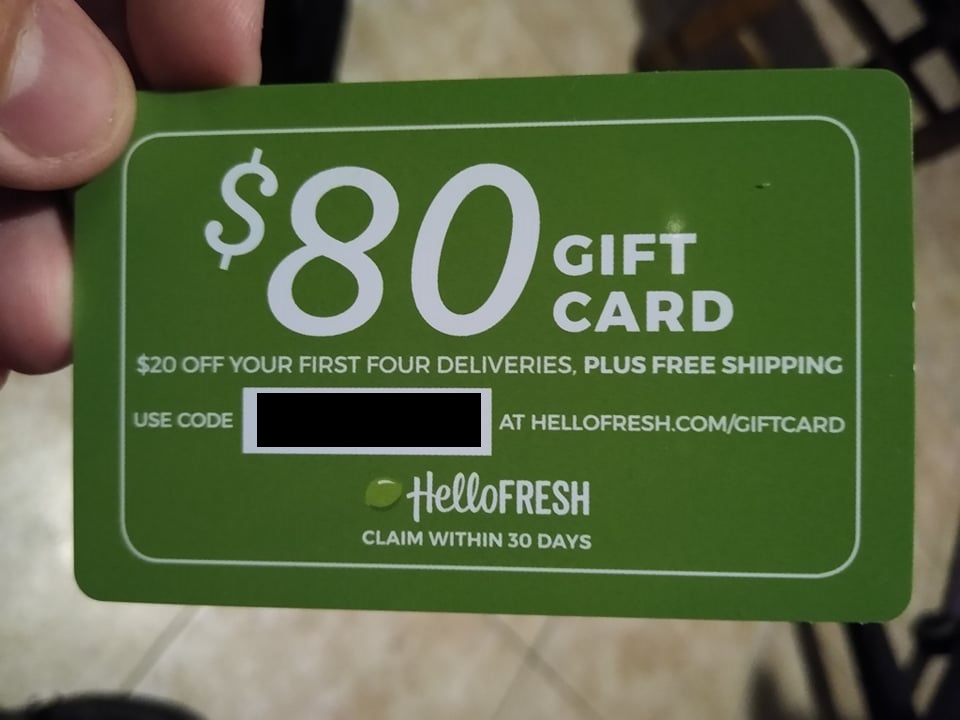 $80 GIFT CARD
$20 OFF YOUR FIRST FOUR DELIVERIES, PLUS FREE SHIPPING
USE CODE AT HELLOFRESH.COM/GIFTCARD
HelloFRESH
CLAIM WITHIN 30 DAYS